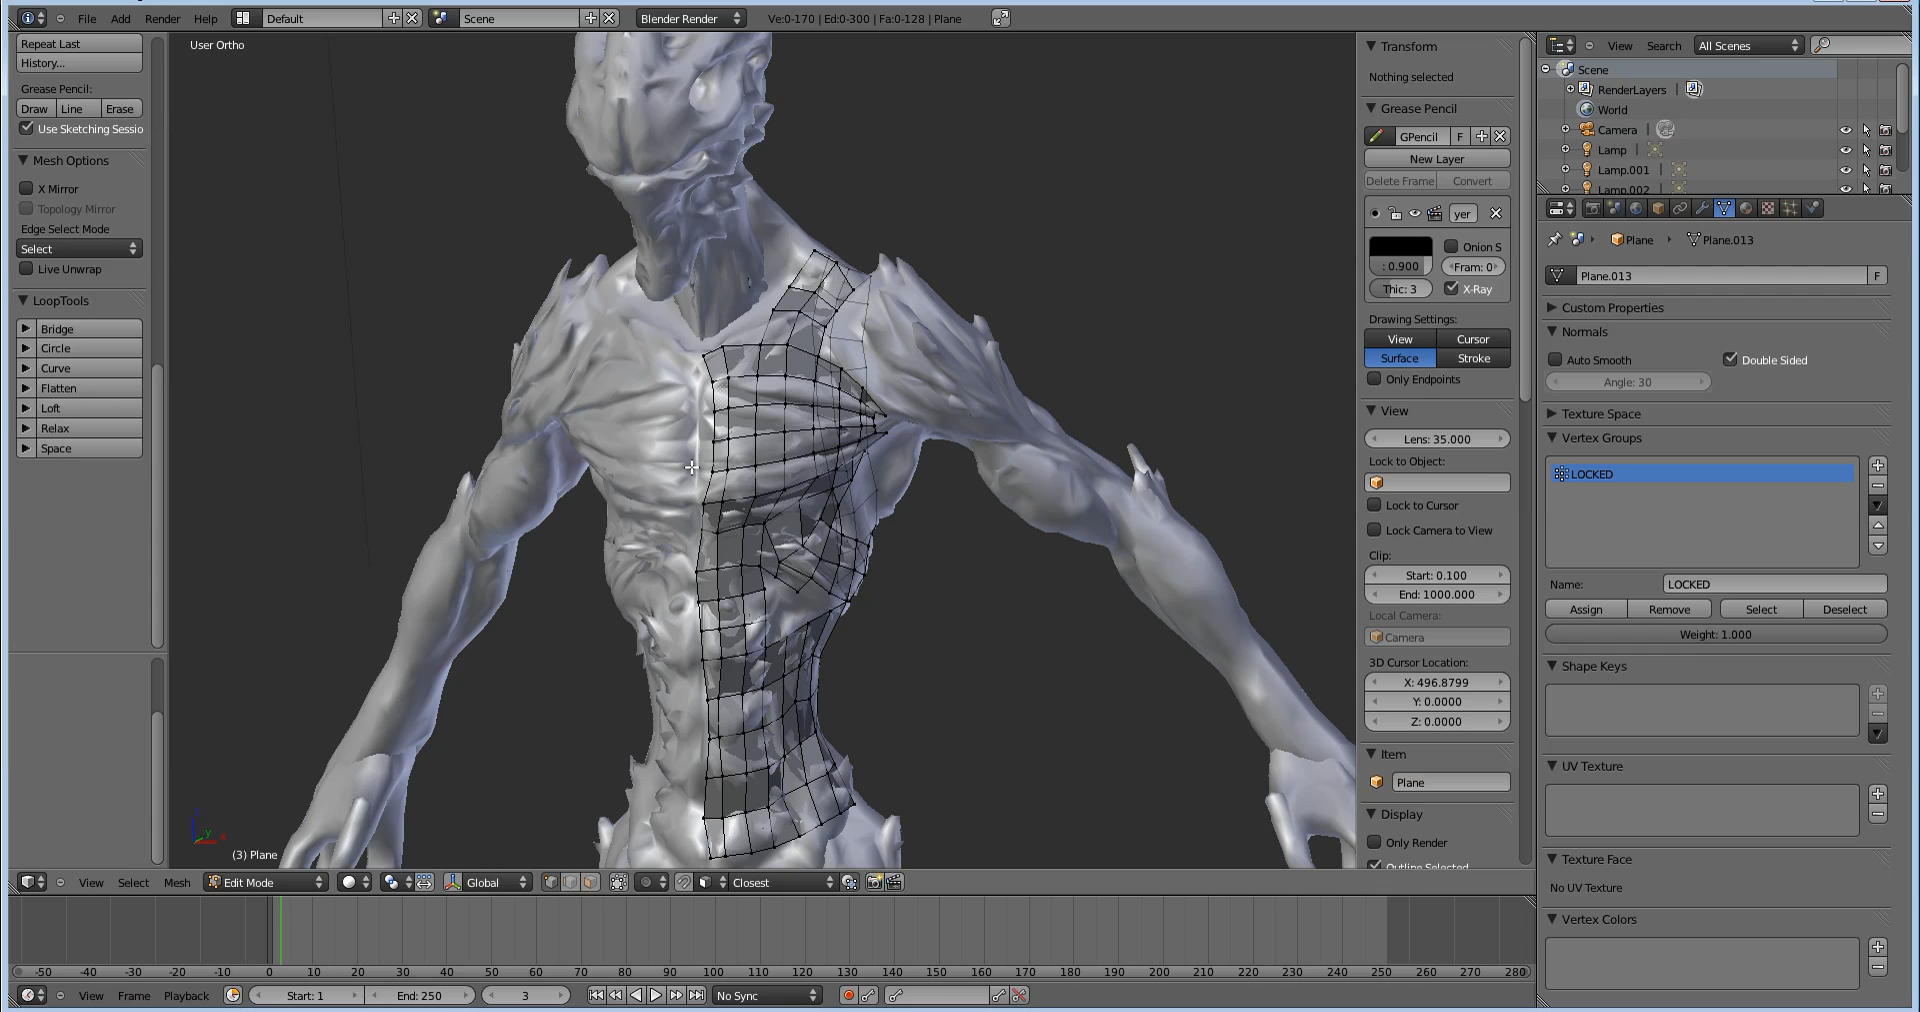 File Add Render Help Default Scene Blender Render Ve:0-170 | Ed:0-300 | Fa:0-128 | Plane
Repeat Last
History...
Grease Pencil:
Draw Line Erase
Use Sketching Sessio
Mesh Options
X Mirror
Topology Mirror
Edge Select Mode
Select
Live Unwrap
LoopTools
Bridge
Circle
Curve
Flatten
Loft
Relax
Space
User Ortho
(3) Plane
Transform
Nothing selected
Grease Pencil
GPencil F
New Layer
Delete Frame Convert
yer
Onion S
: 0.900 Fram: 0
Thic: 3 X-Ray
Drawing Settings:
View Cursor
Surface Stroke
Only Endpoints
View
Lens: 35.000
Lock to Object:
Lock to Cursor
Lock Camera to View
Clip:
Start: 0.100
End: 1000.000
Local Camera:
Camera
3D Cursor Location:
X: 496.8799
Y: 0.0000
Z: 0.0000
Item
Plane
Display
Only Render
Outline Selected
View Search All Scenes
Scene
RenderLayers |
World
Camera |
Lamp |
Lamp.001 |
Lamp.002 |
Plane Plane.013
Plane.013 F
Custom Properties
Normals
Auto Smooth Double Sided
Angle: 30
Texture Space
Vertex Groups
LOCKED
Name: LOCKED
Assign Remove Select Deselect
Weight: 1.000
Shape Keys
UV Texture
Texture Face
No UV Texture
Vertex Colors
View Select Mesh Edit Mode Global Closest
-50 -40 -30 -20 -10 0 10 20 30 40 50 60 70 80 90 100 110 120 130 140 150 160 170 180 190 200 210 220 230 240 250 260 270 280
View Frame Playback Start: 1 End: 250 3 No Sync